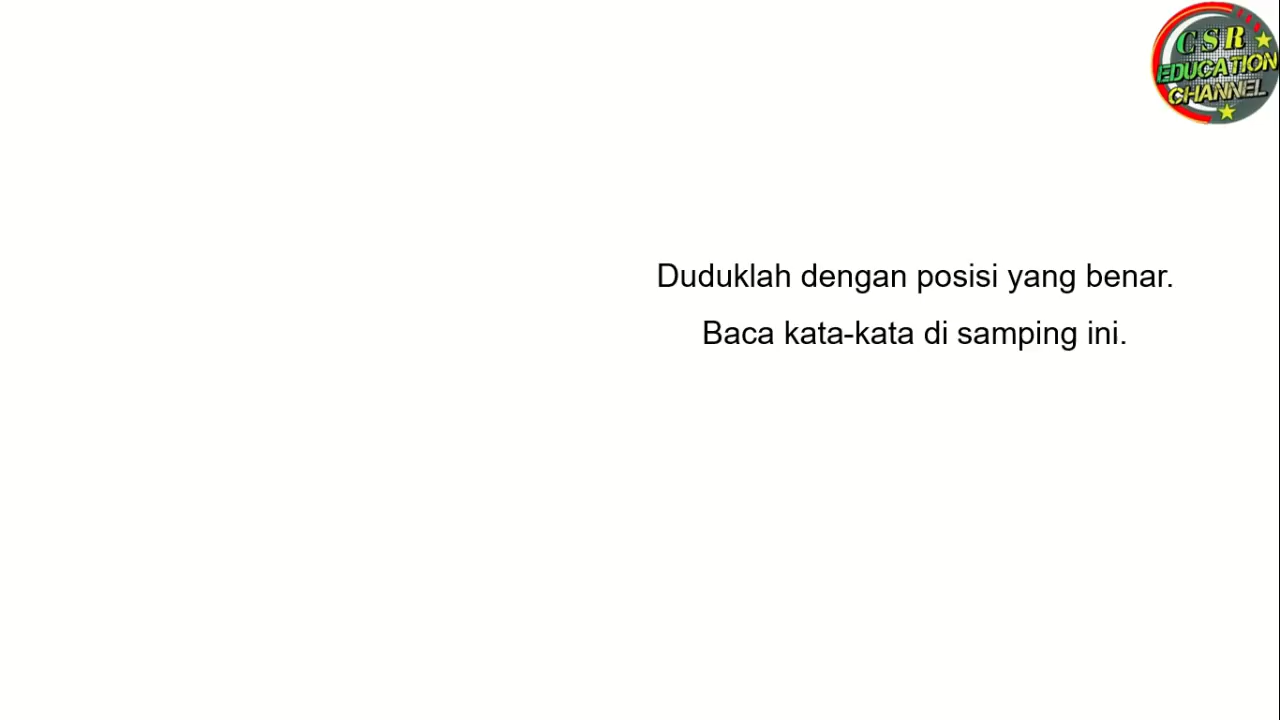 CSR
EDUCATION
CHANNEL
Duduklah dengan posisi yang benar.
Baca kata-kata di samping ini.